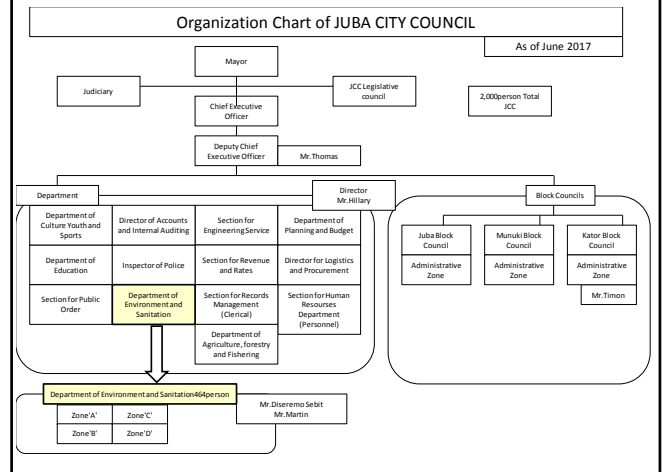 Organization Chart of JUBA CITY COUNCIL
As of June 2017
Mayor
Judiciary
JCC Legislative
council
2,000person Total
JCC
Chief Executive
Officer
Deputy Chief
Executive Officer
Mr.Thomas
Department
Director
Mr.Hillary
Block Councils
Department of
Culture Youth and
Sports
Director of Accounts
and Internal Auditing
Section for
Engineering Service
Department of
Planning and Budget
Department of
Education
Inspector of Police
Section for Revenue
and Rates
Director for Logistics
and Procurement
Section for Public
Order
Department of
Environment and
Sanitation
Section for Records
Management
(Clerical)
Section for Human
Resourses
Department
(Personnel)
Department of
Agriculture, forestry
and Fishering
Juba Block
Council
Munuki Block
Council
Kator Block
Council
Administrative
Zone
Administrative
Zone
Administrative
Zone
Mr.Timon
Department of Environment and Sanitation464person
Mr.Diseremo Sebit
Mr.Martin
Zone'A'
Zone'C'
Zone'B'
Zone'D'